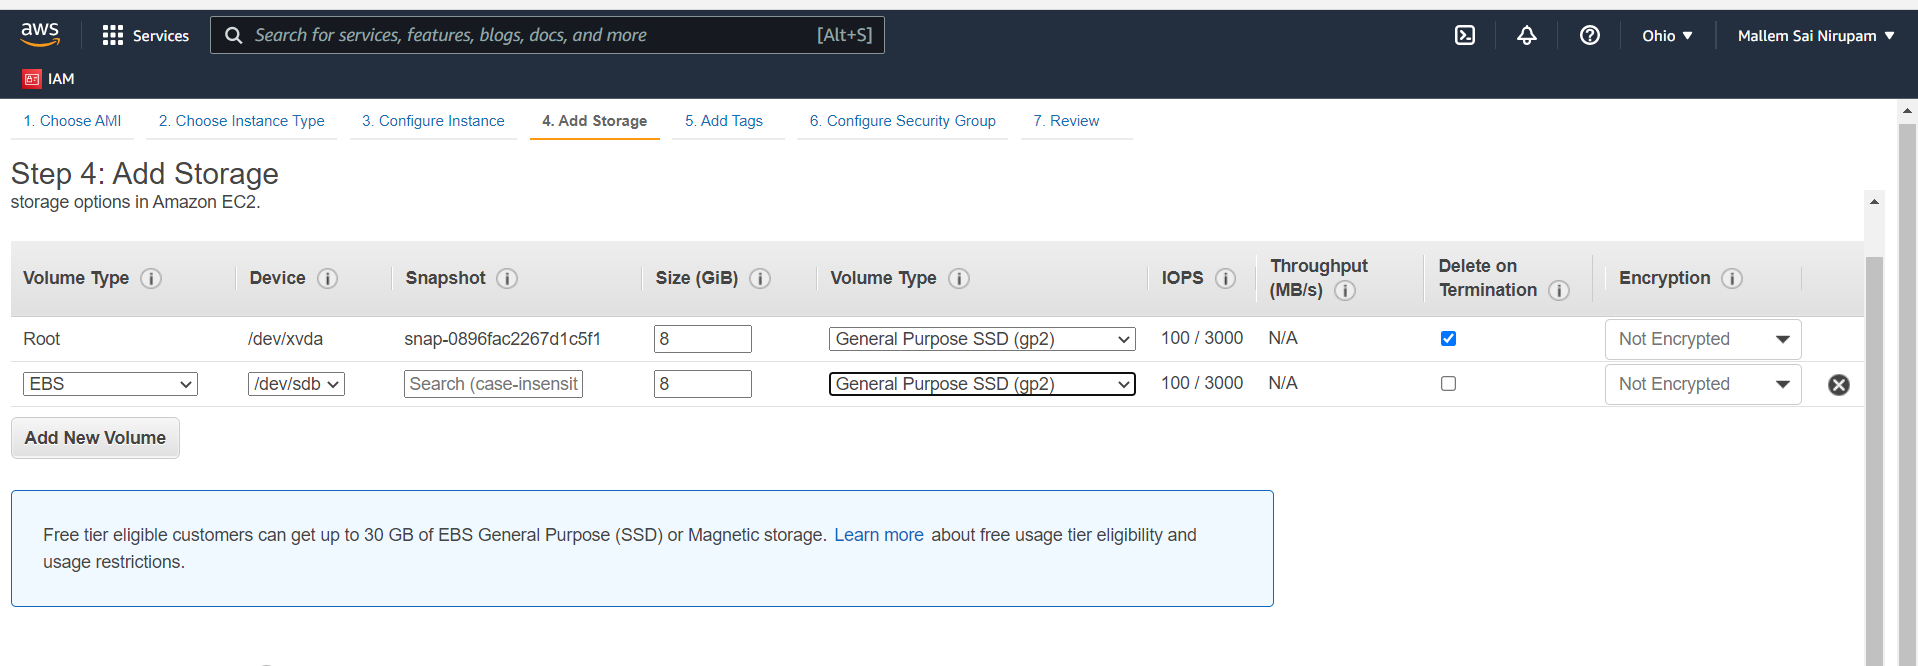 aws
Services
Search for services, features, blogs, docs, and more [Alt+S]
Ohio ▼
Mallem Sai Nirupam ▼
IAM
1. Choose AMI 2. Choose Instance Type 3. Configure Instance 4. Add Storage 5. Add Tags 6. Configure Security Group 7. Review
Step 4: Add Storage
storage options in Amazon EC2.
Volume Type i Device i Snapshot i Size (GiB) i Volume Type i IOPS i Throughput (MB/s) i Delete on Termination i Encryption i
Root /dev/xvda snap-0896fac2267d1c5f1 8 General Purpose SSD (gp2) 100 / 3000 N/A Not Encrypted
EBS /dev/sdb Search (case-insensit 8 General Purpose SSD (gp2) 100 / 3000 N/A Not Encrypted
Add New Volume
Free tier eligible customers can get up to 30 GB of EBS General Purpose (SSD) or Magnetic storage. Learn more about free usage tier eligibility and
usage restrictions.